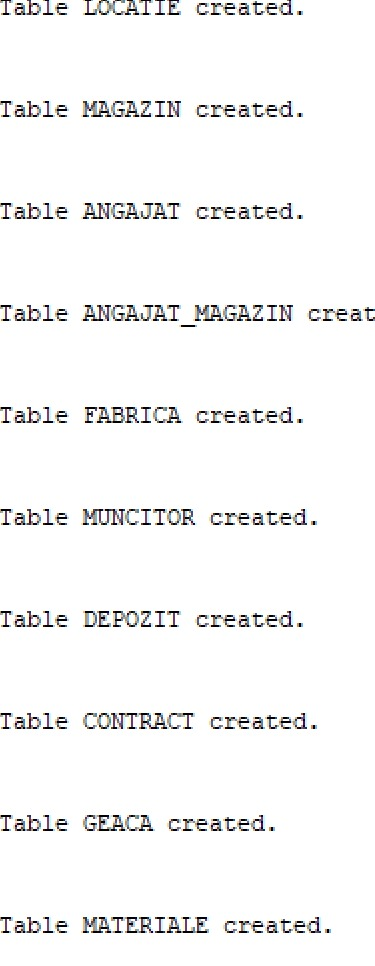 Table LOCATIE created.
Table MAGAZIN created.
Table ANGAJAT created.
Table ANGAJAT_MAGAZIN creat
Table FABRICA created.
Table MUNCITOR created.
Table DEPOZIT created.
Table CONTRACT created.
Table GEACA created.
Table MATERIALE created.